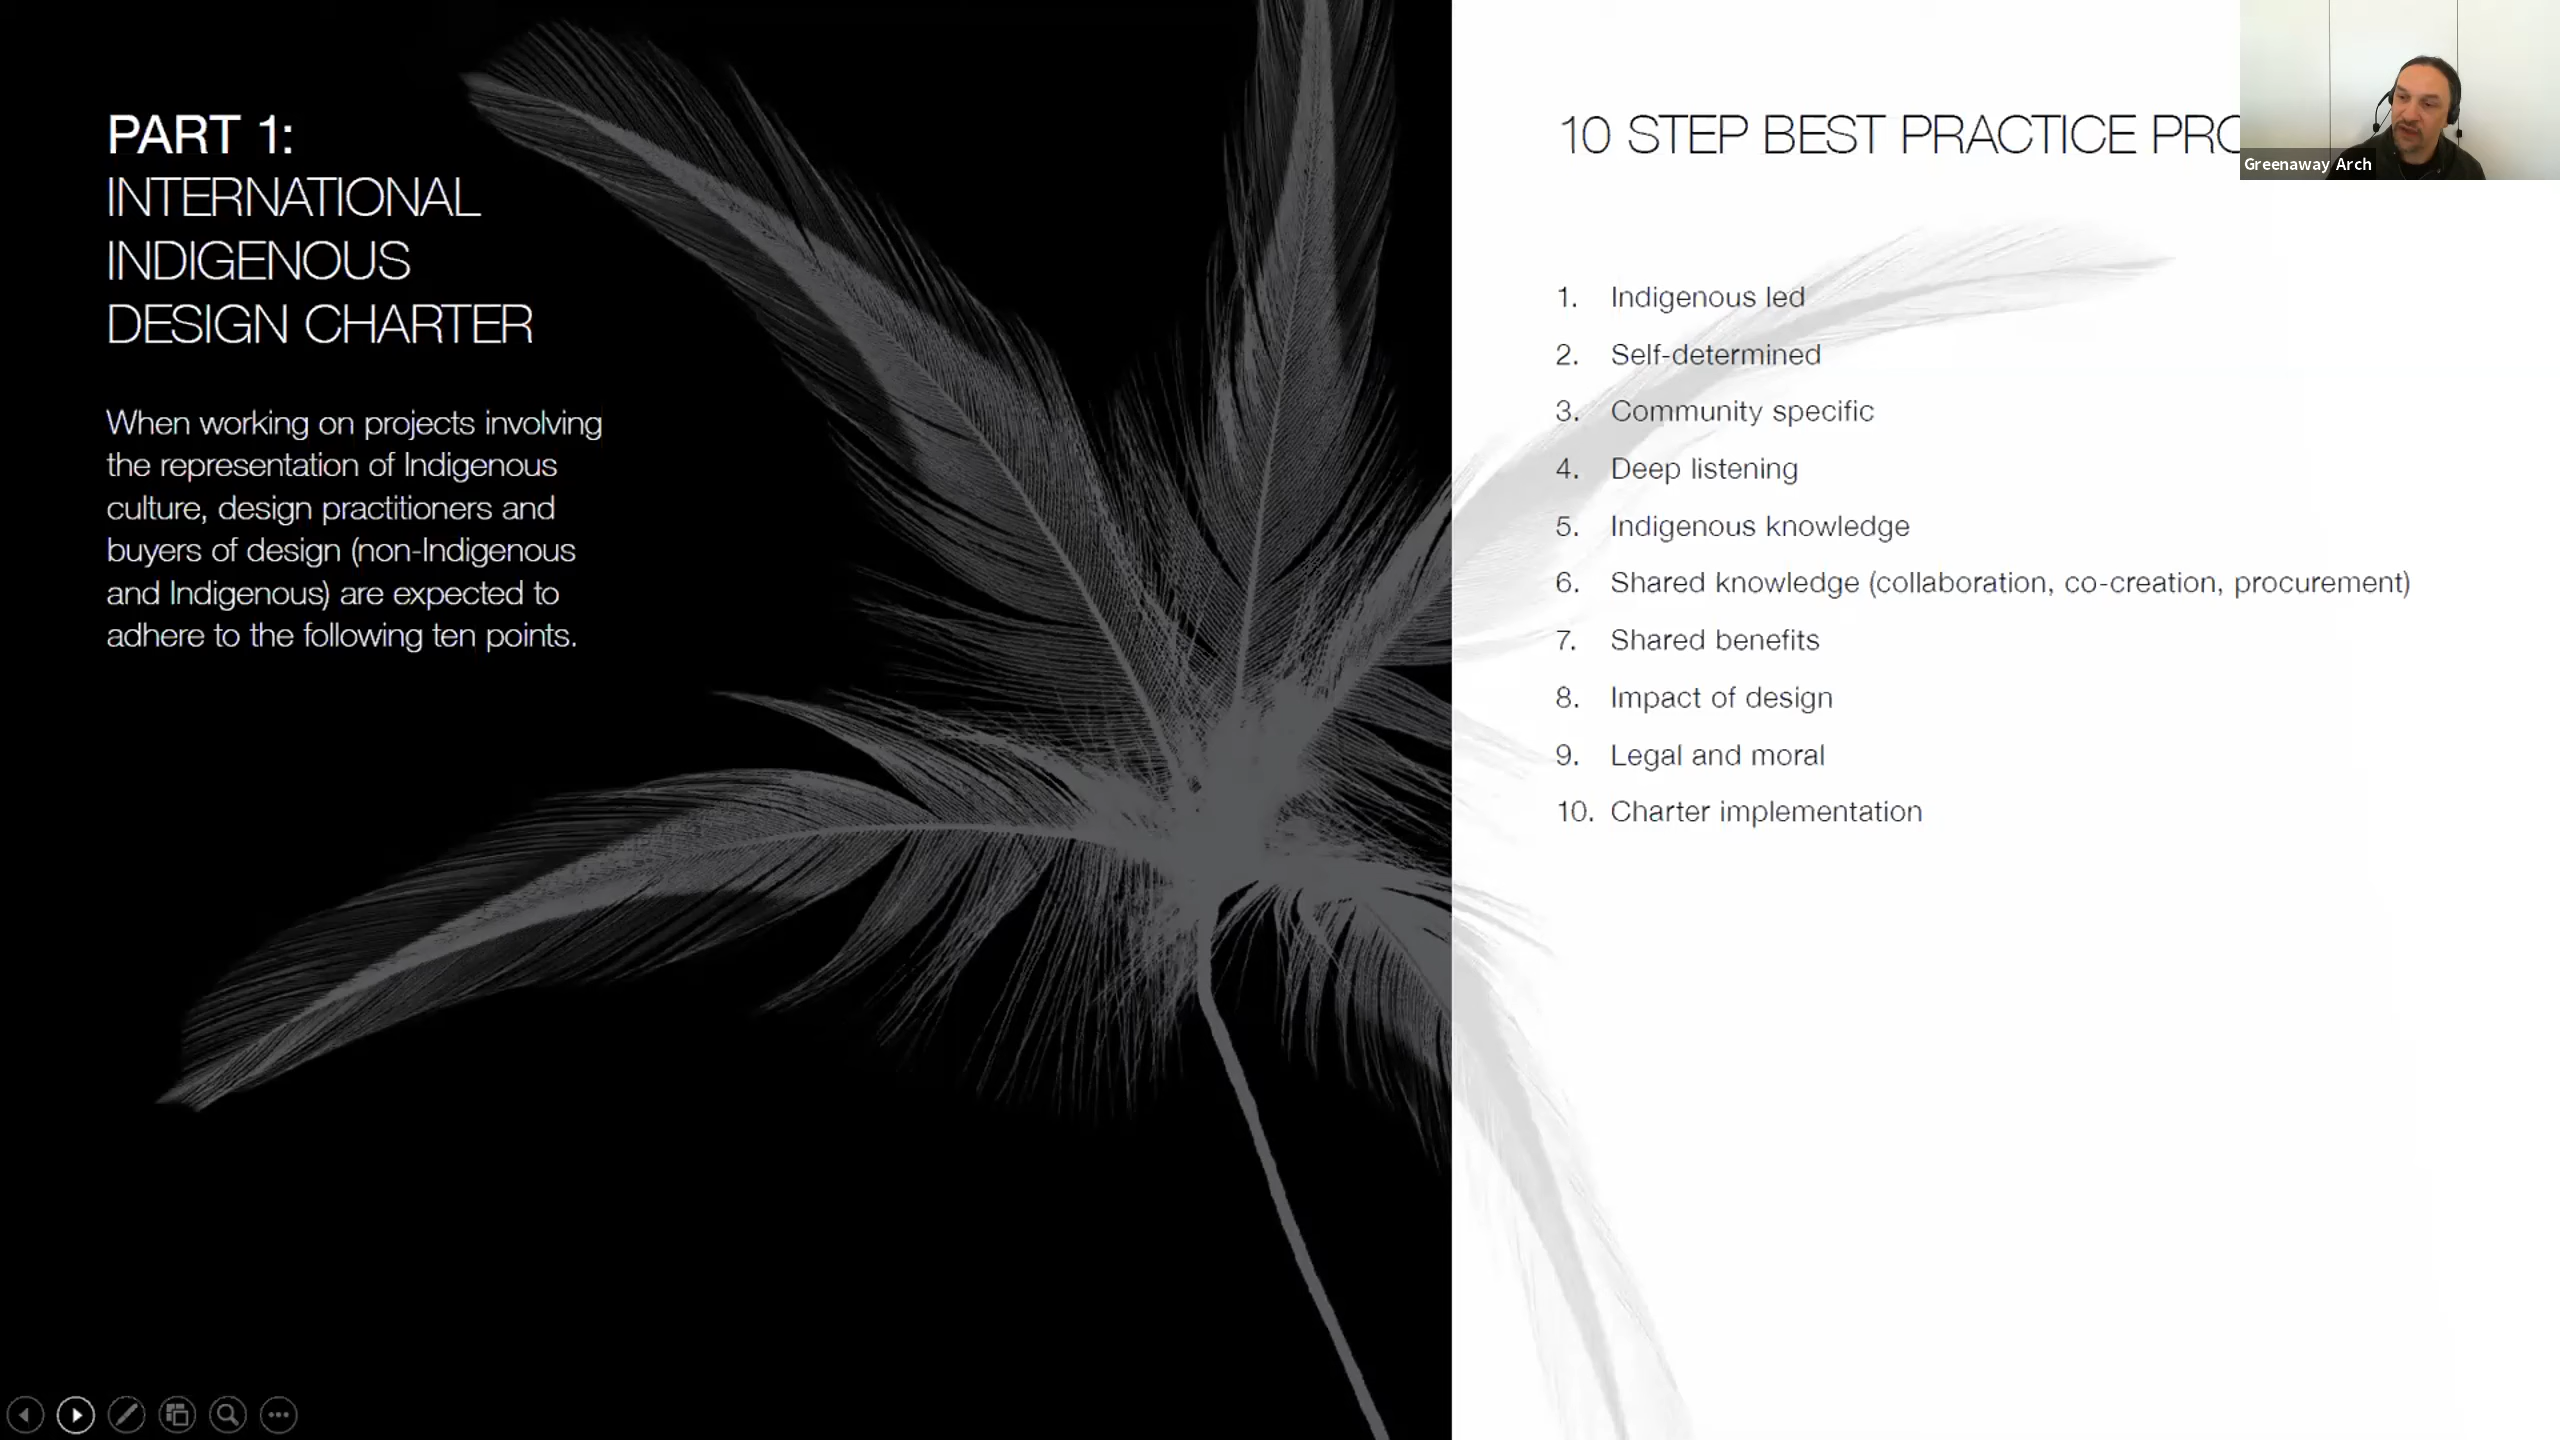 PART 1:
INTERNATIONAL
INDIGENOUS
DESIGN CHARTER
When working on projects involving
the representation of Indigenous
culture, design practitioners and
buyers of design (non-Indigenous
and Indigenous) are expected to
adhere to the following ten points.
10 STEP BEST PRACTICE
1. Indigenous led
2. Self-determined
3. Community specific
4. Deep listening
5. Indigenous knowledge
6. Shared knowledge (collaboration, co-creation, procurement)
7. Shared benefits
8. Impact of design
9. Legal and moral
10. Charter implementation
Greenaway Arch